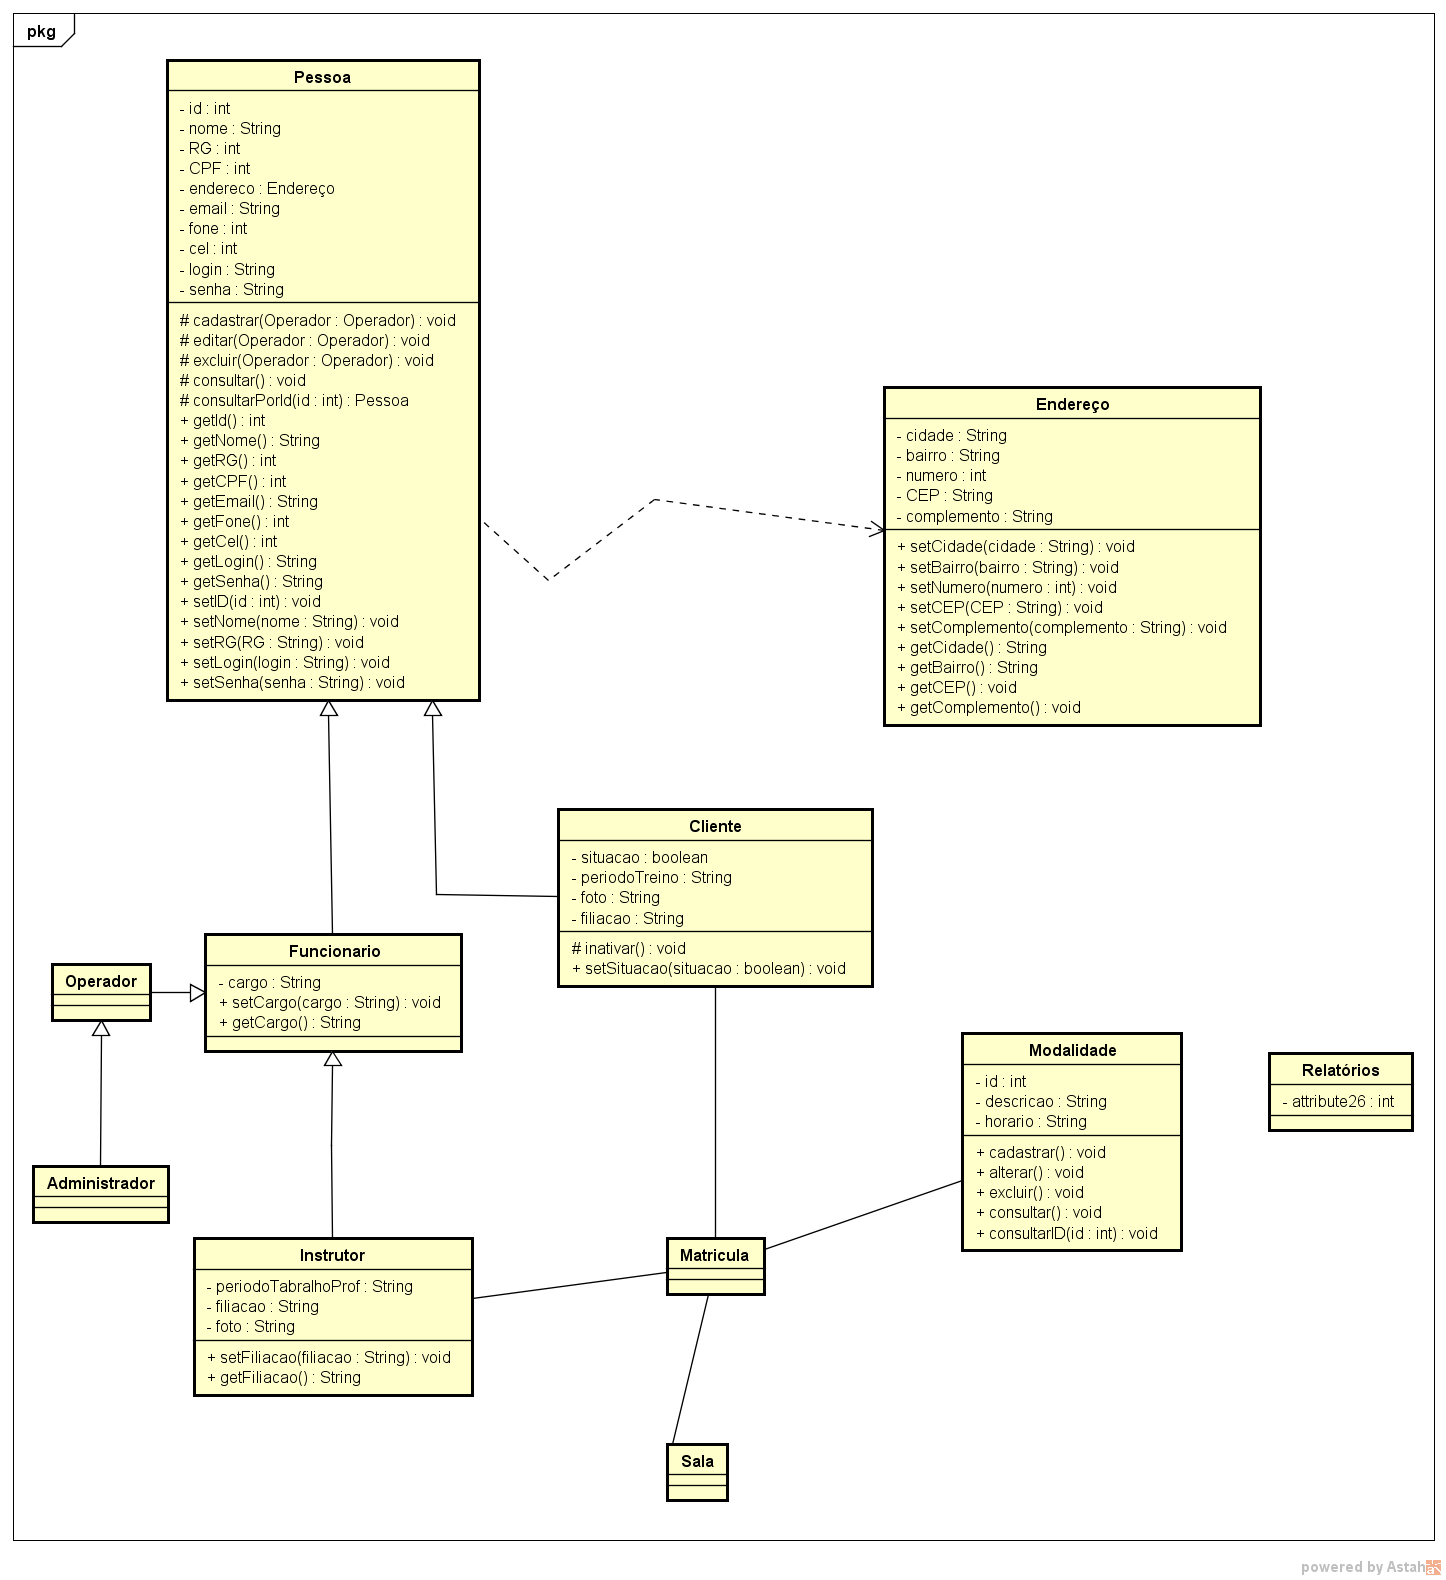 pkg
Pessoa
- id : int
- nome : String
- RG : int
- CPF : int
- endereco : Endereço
- email : String
- fone : int
- cel : int
- login : String
- senha : String
# cadastrar(Operador : Operador) : void
# editar(Operador : Operador) : void
# excluir(Operador : Operador) : void
# consultar() : void
# consultarPorId(id : int) : Pessoa
+ getId() : int
+ getNome() : String
+ getRG() : int
+ getCPF() : int
+ getEmail() : String
+ getFone() : int
+ getCel() : int
+ getLogin() : String
+ getSenha() : String
+ setID(id : int) : void
+ setNome(nome : String) : void
+ setRG(RG : String) : void
+ setLogin(login : String) : void
+ setSenha(senha : String) : void
Endereço
- cidade : String
- bairro : String
- numero : int
- CEP : String
- complemento : String
+ setCidade(cidade : String) : void
+ setBairro(bairro : String) : void
+ setNumero(numero : int) : void
+ setCEP(CEP : String) : void
+ setComplemento(complemento : String) : void
+ getCidade() : String
+ getBairro() : String
+ getCEP() : void
+ getComplemento() : void
Cliente
- situacao : boolean
- periodoTreino : String
- foto : String
- filiacao : String
# inativar() : void
+ setSituacao(situacao : boolean) : void
Funcionario
- cargo : String
+ setCargo(cargo : String) : void
+ getCargo() : String
Operador
Administrador
Modalidade
- id : int
- descricao : String
- horario : String
+ cadastrar() : void
+ alterar() : void
+ excluir() : void
+ consultar() : void
+ consultarID(id : int) : void
Relatórios
- attribute26 : int
Instrutor
- periodoTabralhoProf : String
- filiacao : String
- foto : String
+ setFiliacao(filiacao : String) : void
+ getFiliacao() : String
Matricula
Sala
powered by Astah